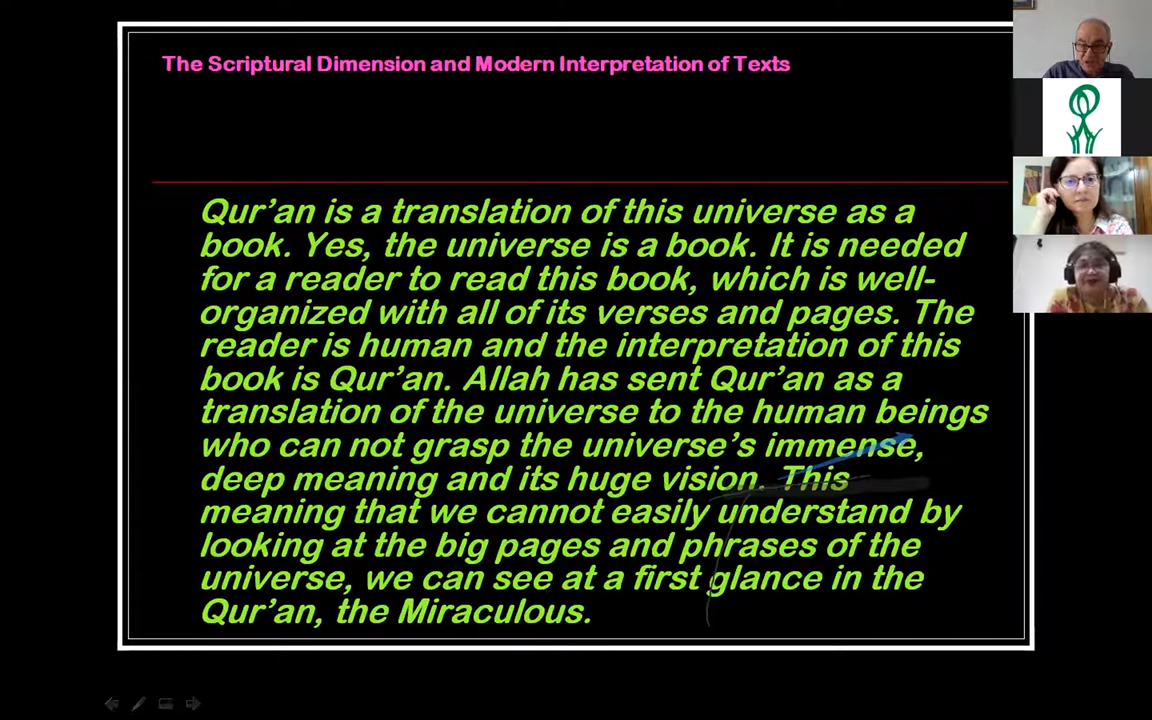 The Scriptural Dimension and Modern Interpretation of Texts
Qur'an is a translation of this universe as a
book. Yes, the universe is a book. It is needed
for a reader to read this book, which is well-
organized with all of its verses and pages. The
reader is human and the interpretation of this
book is Qur'an. Allah has sent Qur'an as a
translation of the universe to the human beings
who can not grasp the universe's immense,
deep meaning and its huge vision. This
meaning that we cannot easily understand by
looking at the big pages and phrases of the
universe, we can see at a first glance in the
Qur'an, the Miraculous.